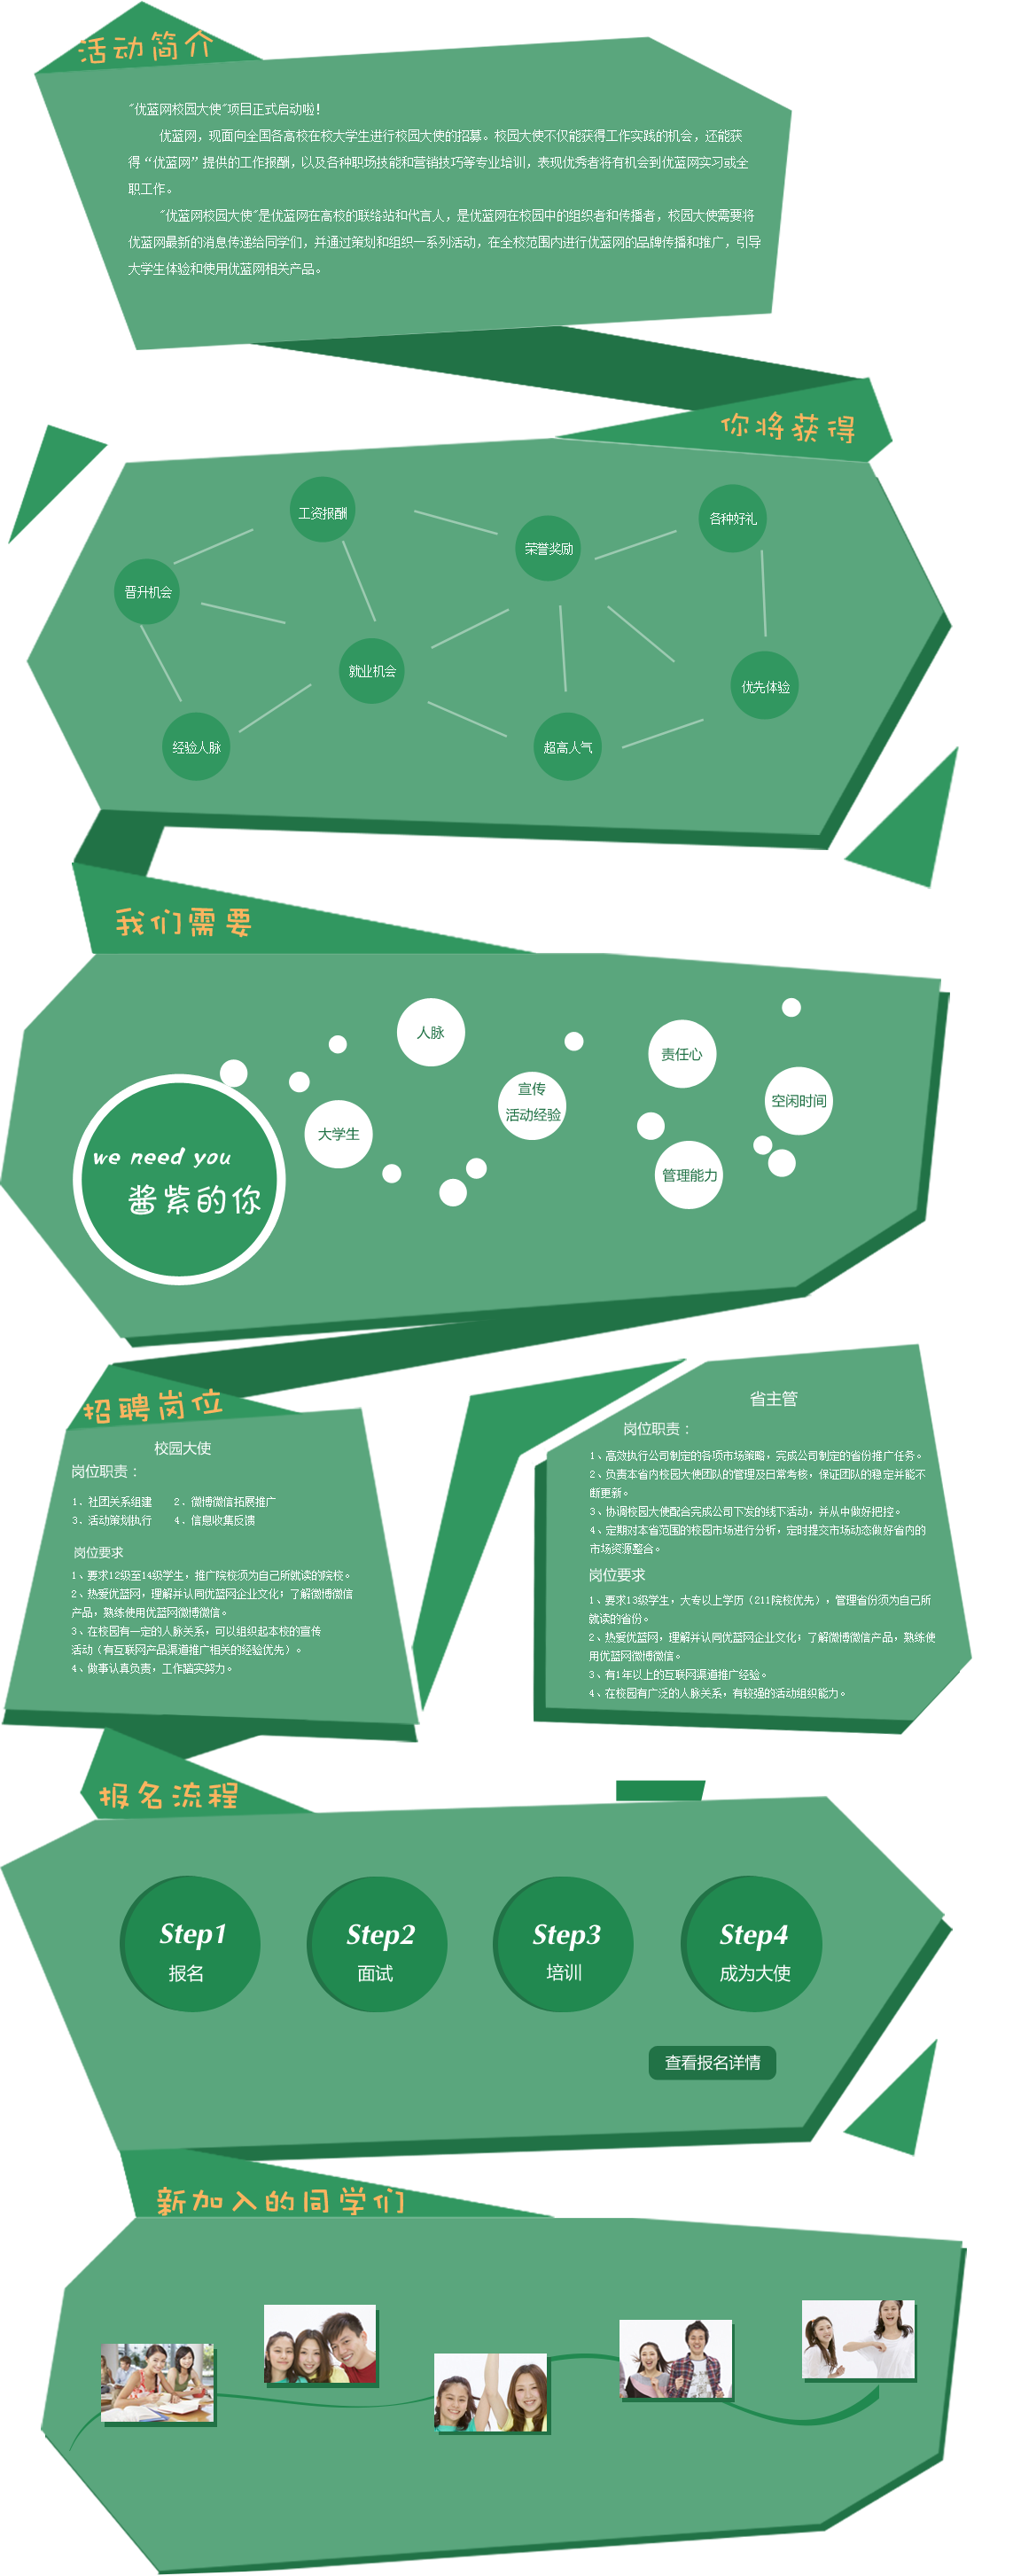 活动简介
"优蓝网校园大使"项目正式启动啦!
优蓝网，现面向全国各高校在校大学生进行校园大使的招募。校园大使不仅能获得工作实践的机会，还能获
得“优蓝网”提供的工作报酬，以及各种职场技能和营销技巧等专业培训，表现优秀者将有机会到优蓝网实习或全
职工作。
"优蓝网校园大使"是优蓝网在高校的联络站和代言人，是优蓝网在校园中的组织者和传播者，校园大使需要将
优蓝网最新的消息传递给同学们，并通过策划和组织一系列活动，在全校范围内进行优蓝网的品牌传播和推广，引导
大学生体验和使用优蓝网相关产品。
你将获得
工资报酬
各种好礼
荣誉奖励
晋升机会
就业机会
优先体验
经验人脉
超高人气
我们需要
人脉
责任心
宣传
活动经验
空闲时间
大学生
管理能力
we need you
酱紫的你
招聘岗位
校园大使
岗位职责：
1、社团关系组建 2、微博微信拓展推广
3、活动策划执行 4、信息收集反馈
岗位要求
1、要求12级至14级学生，推广院校须为自己所就读的院校。
2、热爱优蓝网，理解并认同优蓝网企业文化；了解微博微信
产品，熟练使用优蓝网微博微信。
3、在校园有一定的人脉关系，可以组织起本校的宣传
活动（有互联网产品渠道推广相关的经验优先）。
4、做事认真负责，工作踏实努力。
省主管
岗位职责：
1、高效执行公司制定的各项市场策略，完成公司制定的省份推广任务。
2、负责本省内校园大使团队的管理及日常考核，保证团队的稳定并能不
断更新。
3、协调校园大使配合完成公司下发的线下活动，并从中做好把控。
4、定期对本省范围的校园市场进行分析，定时提交市场动态做好省内的
市场资源整合。
岗位要求
1、要求13级学生，大专以上学历（211院校优先），管理省份须为自己所
就读的省份。
2、热爱优蓝网，理解并认同优蓝网企业文化；了解微博微信产品，熟练使
用优蓝网微博微信。
3、有1年以上的互联网渠道推广经验。
4、在校园有广泛的人脉关系，有较强的活动组织能力。
报名流程
Step1
报名
Step2
面试
Step3
培训
Step4
成为大使
查看报名详情
新加入的同学们